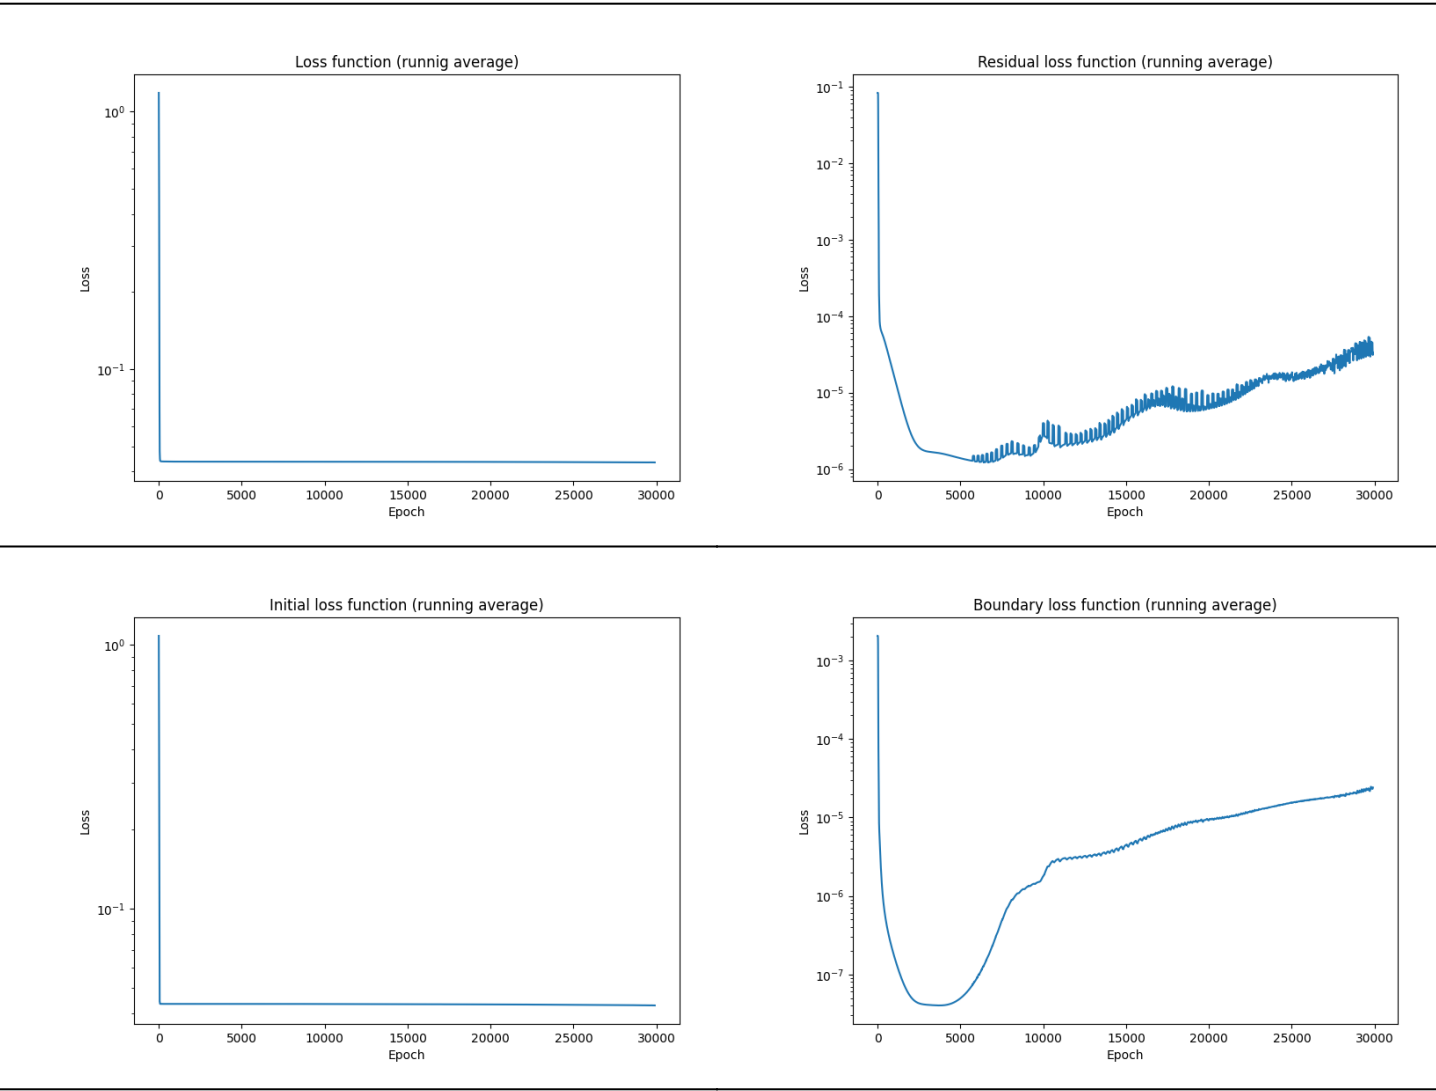 Loss function (runnig average)
10^0
10^-1
Loss
0 5000 10000 15000 20000 25000 30000
Epoch
Residual loss function (running average)
10^-1
10^-2
10^-3
10^-4
10^-5
10^-6
Loss
0 5000 10000 15000 20000 25000 30000
Epoch
Initial loss function (running average)
10^0
10^-1
Loss
0 5000 10000 15000 20000 25000 30000
Epoch
Boundary loss function (running average)
10^-3
10^-4
10^-5
10^-6
10^-7
Loss
0 5000 10000 15000 20000 25000 30000
Epoch